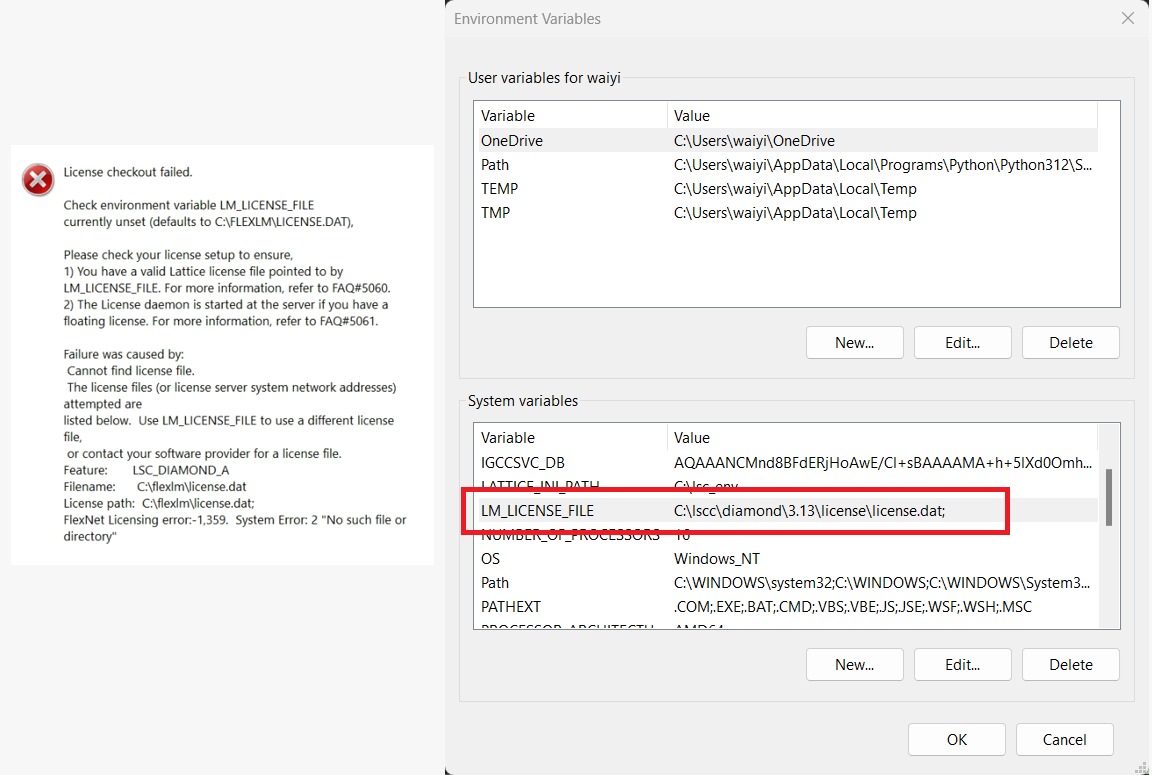 License checkout failed.
Check environment variable LM_LICENSE_FILE
currently unset (defaults to C:\FLEXLM\LICENSE.DAT),
Please check your license setup to ensure,
1) You have a valid Lattice license file pointed to by
LM_LICENSE_FILE. For more information, refer to FAQ#5060.
2) The License daemon is started at the server if you have a
floating license. For more information, refer to FAQ#5061.
Failure was caused by:
Cannot find license file.
The license files (or license server system network addresses)
attempted are
listed below.  Use LM_LICENSE_FILE to use a different license
file,
or contact your software provider for a license file.
Feature: LSC_DIAMOND_A
Filename: C:\flexlm\license.dat
License path: C:\flexlm\license.dat;
FlexNet Licensing error:-1,359.  System Error: 2 "No such file or
directory"
Environment Variables
User variables for waiyi
Variable Value
OneDrive C:\Users\waiyi\OneDrive
Path C:\Users\waiyi\AppData\Local\Programs\Python\Python312\S...
TEMP C:\Users\waiyi\AppData\Local\Temp
TMP C:\Users\waiyi\AppData\Local\Temp
New... Edit... Delete
System variables
Variable Value
IGCCSVC_DB AQAAANCMnd8BFdERjHoAwE/Cl+sBAAAAMA+h+5IXd0Omh...
LATTICE_INI_PATH C:\lsc_env
LM_LICENSE_FILE C:\lscc\diamond\3.13\license\license.dat;
NUMBER_OF_PROCESSORS 16
OS Windows_NT
Path C:\WINDOWS\system32;C:\WINDOWS;C:\WINDOWS\System3...
PATHEXT .COM;.EXE;.BAT;.CMD;.VBS;.VBE;.JS;.JSE;.WSF;.WSH;.MSC
PROCESSOR_ARCHITECTU... AMD64
New... Edit... Delete
OK Cancel